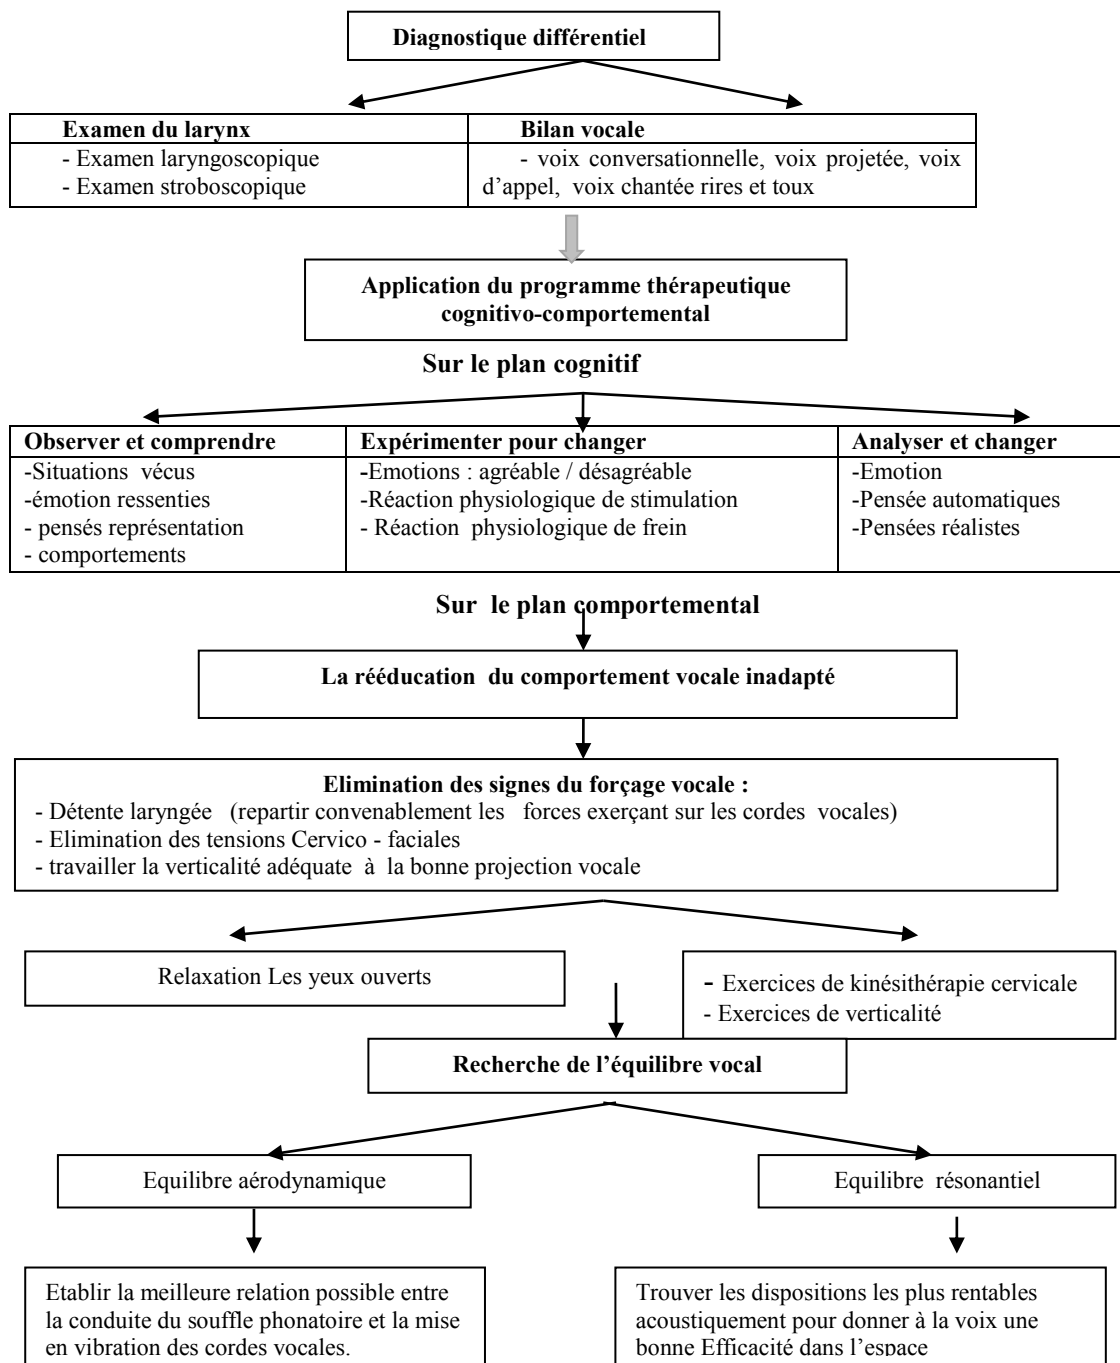 Diagnostique différentiel
Examen du larynx
- Examen laryngoscopique
- Examen stroboscopique
Bilan vocale
- voix conversationnelle, voix projetée, voix
d’appel, voix chantée rires et toux
Application du programme thérapeutique
cognitivo-comportemental
Sur le plan cognitif
Observer et comprendre
-Situations vécus
-émotion ressenties
- pensés représentation
- comportements
Expérimenter pour changer
-Emotions : agréable / désagréable
-Réaction physiologique de stimulation
- Réaction physiologique de frein
Analyser et changer
-Emotion
-Pensée automatiques
-Pensées réalistes
Sur le plan comportemental
La rééducation du comportement vocale inadapté
Elimination des signes du forçage vocale :
- Détente laryngée (repartir convenablement les forces exerçant sur les cordes vocales)
- Elimination des tensions Cervico - faciales
- travailler la verticalité adéquate à la bonne projection vocale
Relaxation Les yeux ouverts
- Exercices de kinésithérapie cervicale
- Exercices de verticalité
Recherche de l’équilibre vocal
Equilibre aérodynamique
Equilibre résonantiel
Etablir la meilleure relation possible entre
la conduite du souffle phonatoire et la mise
en vibration des cordes vocales.
Trouver les dispositions les plus rentables
acoustiquement pour donner à la voix une
bonne Efficacité dans l’espace